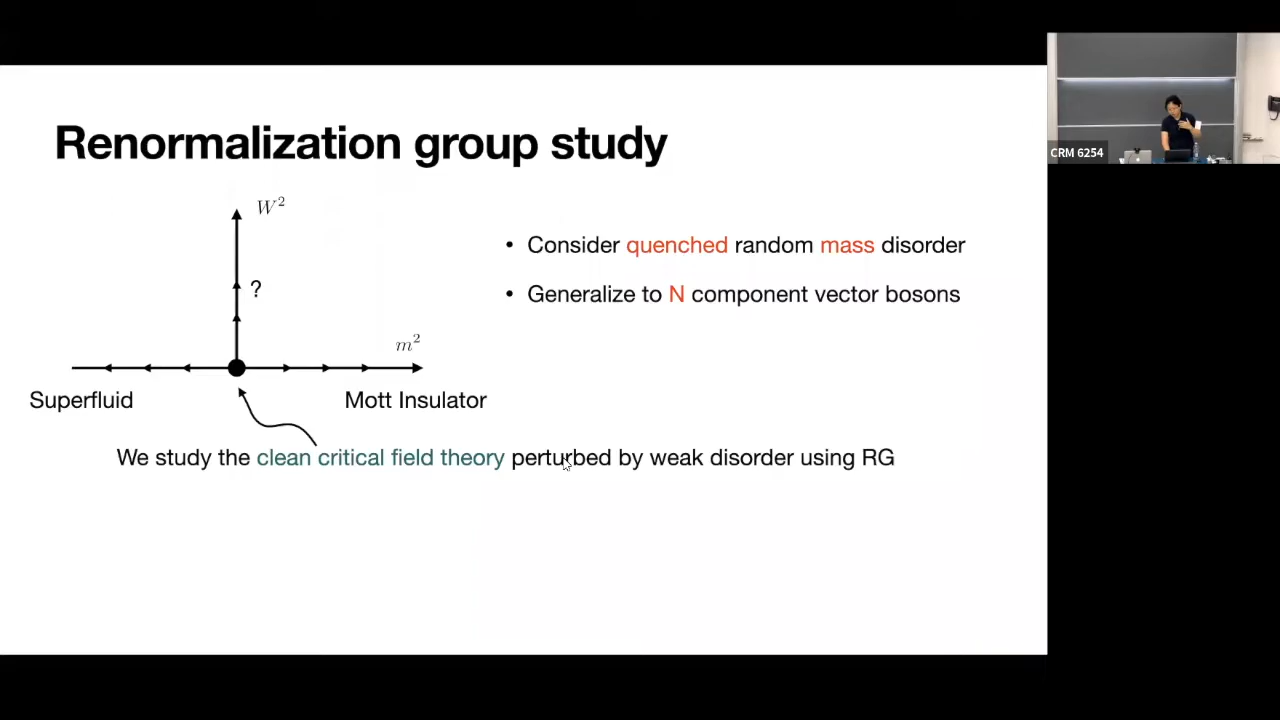 Renormalization group study
W²
?
m²
Superfluid
Mott Insulator
• Consider quenched random mass disorder
• Generalize to N component vector bosons
We study the clean critical field theory perturbed by weak disorder using RG
CRM 6254